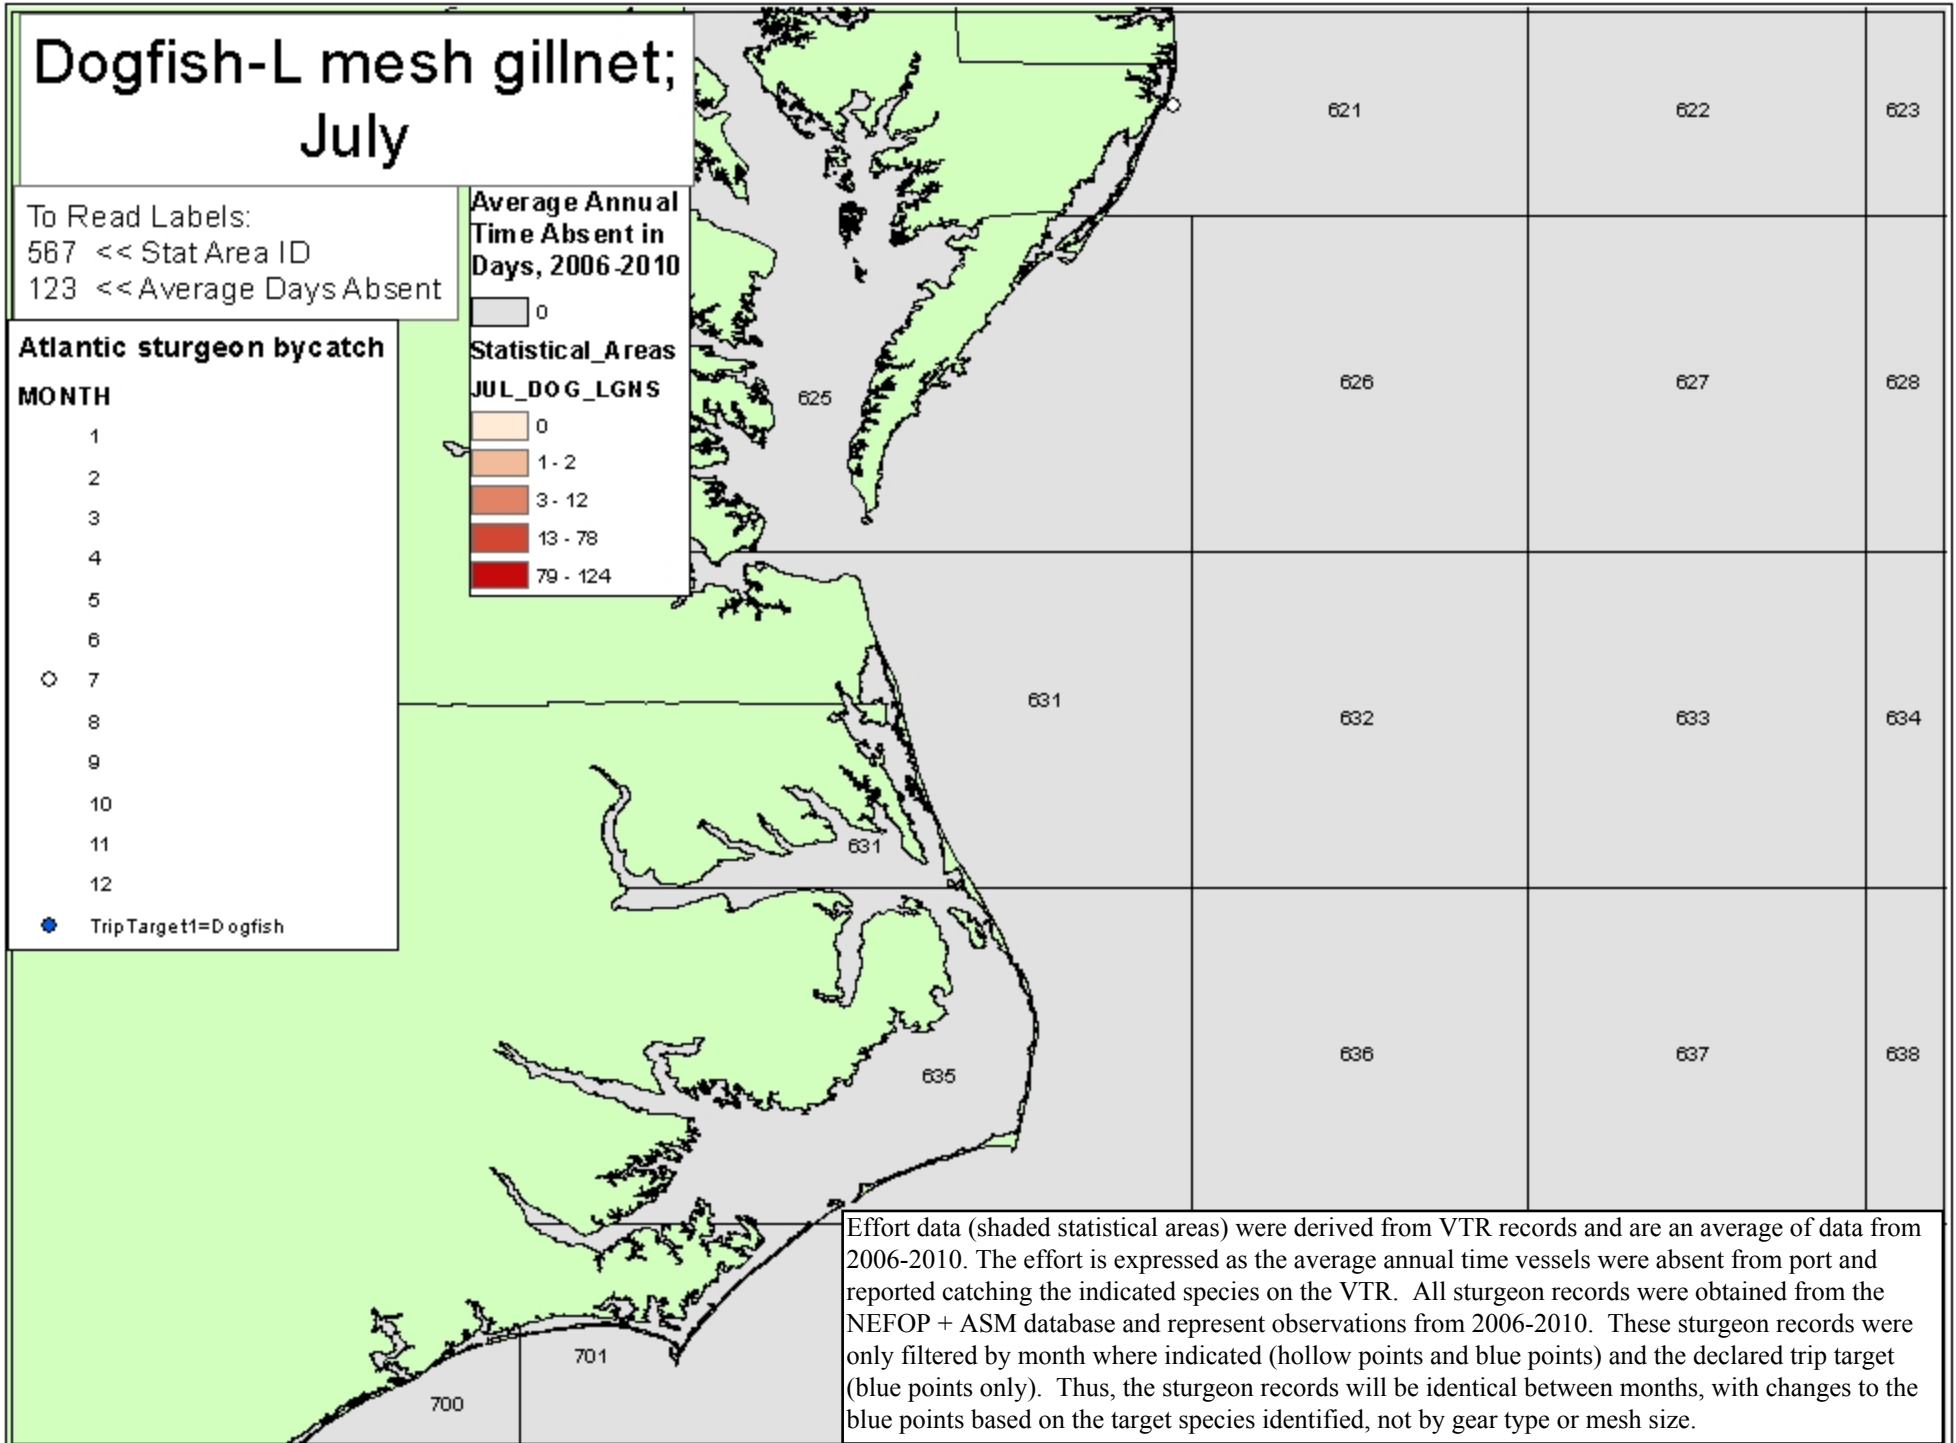 Dogfish-L mesh gillnet;
July
To Read Labels:
567 << Stat Area ID
123 << Average Days Absent
Average Annual
Time Absent in
Days, 2006-2010
0
Statistical_Areas
JUL_DOG_LGNS
0
1 - 2
3 - 12
13 - 78
79 - 124
Atlantic sturgeon bycatch
MONTH
1
2
3
4
5
6
7
8
9
10
11
12
TripTarget1=Dogfish
621
622
623
625
626
627
628
631
632
633
634
631
635
636
637
638
701
700
Effort data (shaded statistical areas) were derived from VTR records and are an average of data from
2006-2010. The effort is expressed as the average annual time vessels were absent from port and
reported catching the indicated species on the VTR.  All sturgeon records were obtained from the
NEFOP + ASM database and represent observations from 2006-2010.  These sturgeon records were
only filtered by month where indicated (hollow points and blue points) and the declared trip target
(blue points only).  Thus, the sturgeon records will be identical between months, with changes to the
blue points based on the target species identified, not by gear type or mesh size.